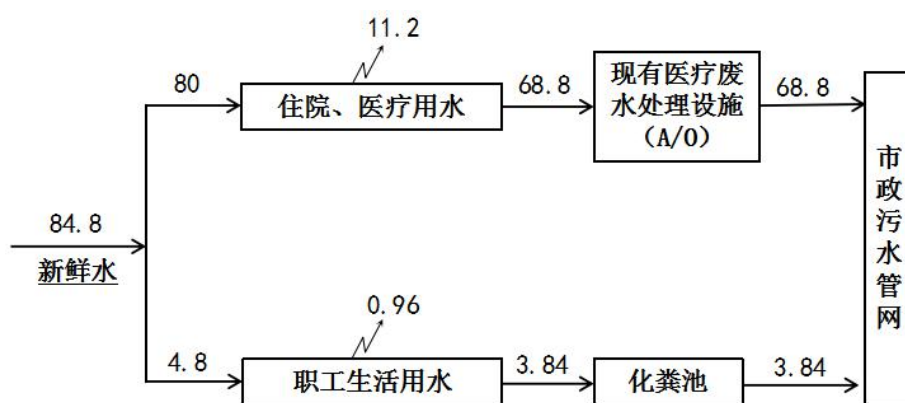 11.2
80
住院、医疗用水
68.8
现有医疗废
水处理设施
（A/O）
68.8
市政污水管网
84.8
新鲜水
0.96
4.8
职工生活用水
3.84
化粪池
3.84